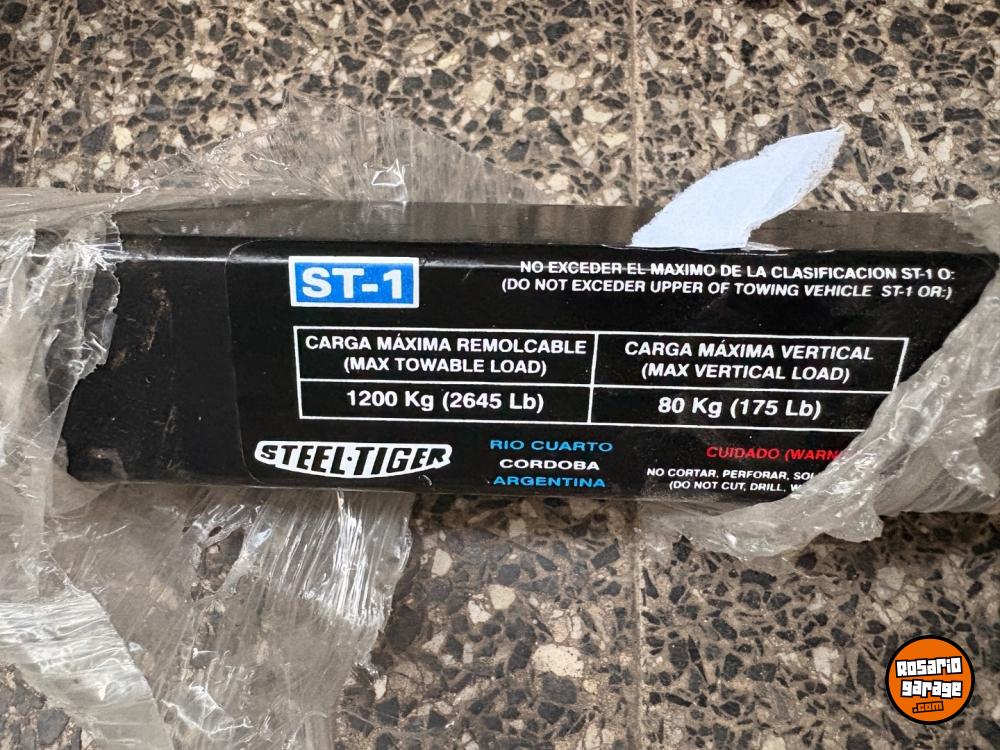 ST-1
NO EXCEDER EL MAXIMO DE LA CLASIFICACION ST-1 O:
(DO NOT EXCEDER UPPER OF TOWING VEHICLE ST-1 OR:)
CARGA MÁXIMA REMOLCABLE
(MAX TOWABLE LOAD)
CARGA MÁXIMA VERTICAL
(MAX VERTICAL LOAD)
1200 Kg (2645 Lb)
80 Kg (175 Lb)
STEEL·TIGER
RIO CUARTO
CORDOBA
ARGENTINA
CUIDADO
NO CORTAR, PERFORAR,
(DO NOT CUT, DRILL,
Rosario
garage
.com